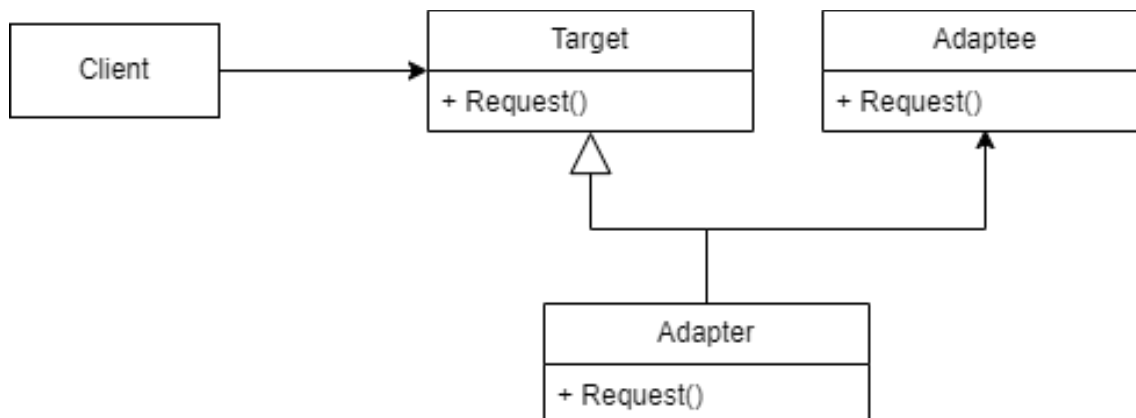 Client
Target
+ Request()
Adaptee
+ Request()
Adapter
+ Request()